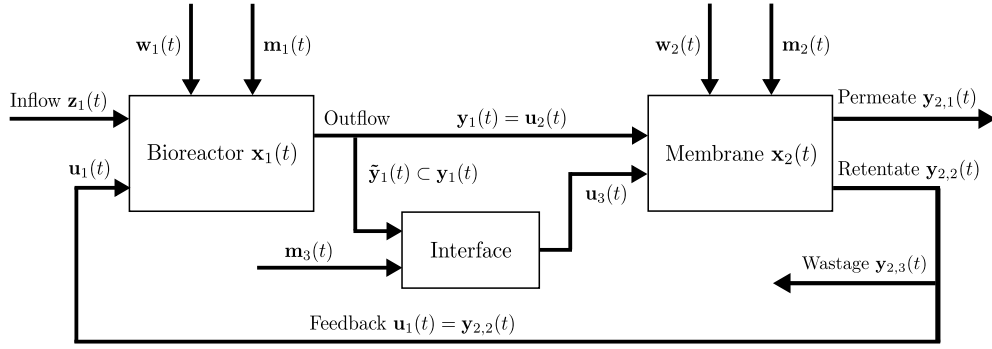 w₁(t)
m₁(t)
w₂(t)
m₂(t)
Inflow z₁(t)
Permeate y₂,₁(t)
Outflow
y₁(t) = u₂(t)
Bioreactor x₁(t)
Membrane x₂(t)
u₁(t)
ỹ₁(t) ⊂ y₁(t)
Retentate y₂,₂(t)
u₃(t)
m₃(t)
Interface
Wastage y₂,₃(t)
Feedback u₁(t) = y₂,₂(t)